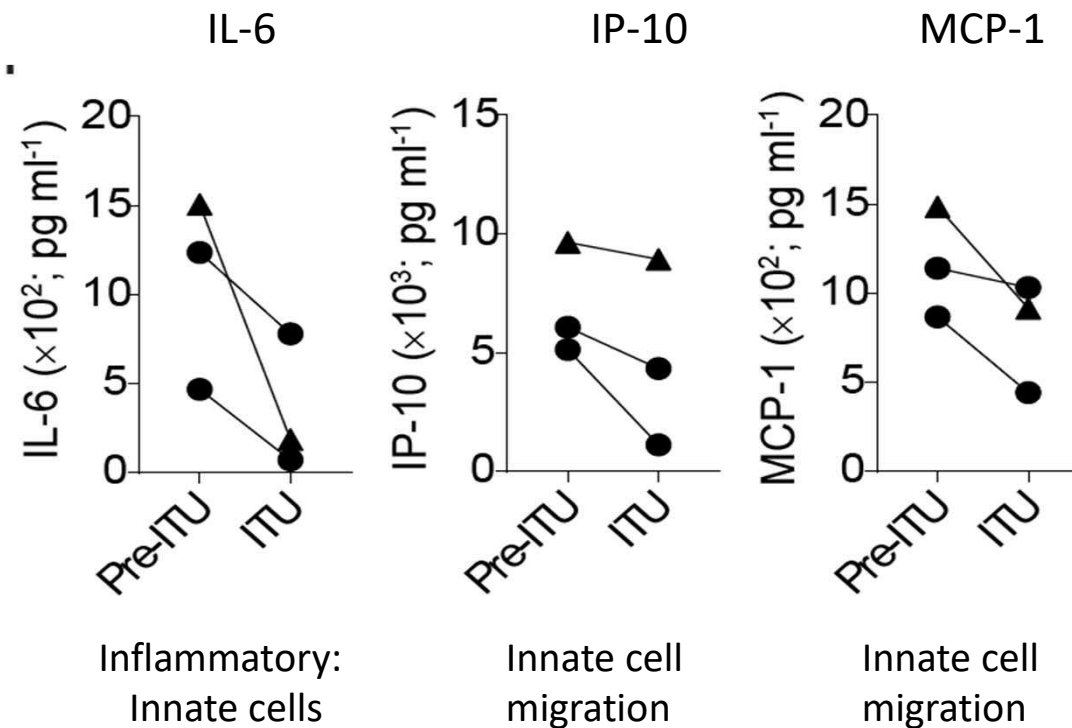 IL-6
IP-10
MCP-1
IL-6 (×10²; pg ml⁻¹)
20
15
10
5
0
Pre-ITU
ITU
IP-10 (×10³; pg ml⁻¹)
15
10
5
0
Pre-ITU
ITU
MCP-1 (×10²; pg ml⁻¹)
20
15
10
5
0
Pre-ITU
ITU
Inflammatory:
Innate cells
Innate cell
migration
Innate cell
migration